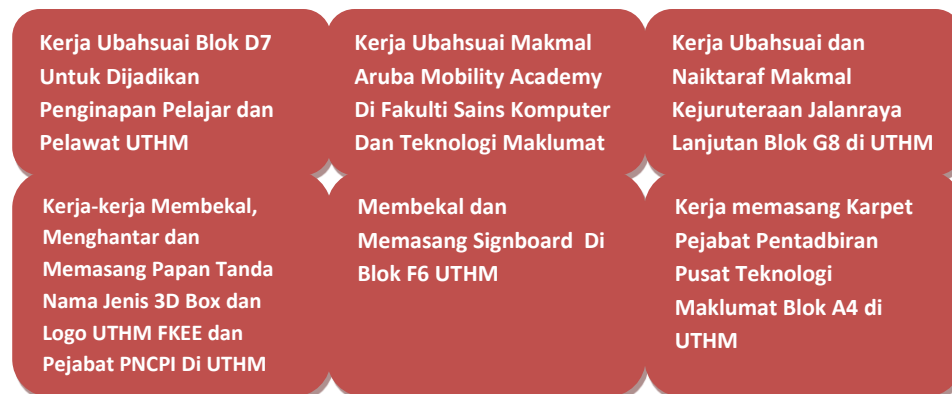 Kerja Ubahsuai Blok D7
Untuk Dijadikan
Penginapan Pelajar dan
Pelawat UTHM
Kerja Ubahsuai Makmal
Aruba Mobility Academy
Di Fakulti Sains Komputer
Dan Teknologi Maklumat
Kerja Ubahsuai dan
Naiktaraf Makmal
Kejuruteraan Jalanraya
Lanjutan Blok G8 di UTHM
Kerja-kerja Membekal,
Menghantar dan
Memasang Papan Tanda
Nama Jenis 3D Box dan
Logo UTHM FKEE dan
Pejabat PNCPI Di UTHM
Membekal dan
Memasang Signboard  Di
Blok F6 UTHM
Kerja memasang Karpet
Pejabat Pentadbiran
Pusat Teknologi
Maklumat Blok A4 di
UTHM